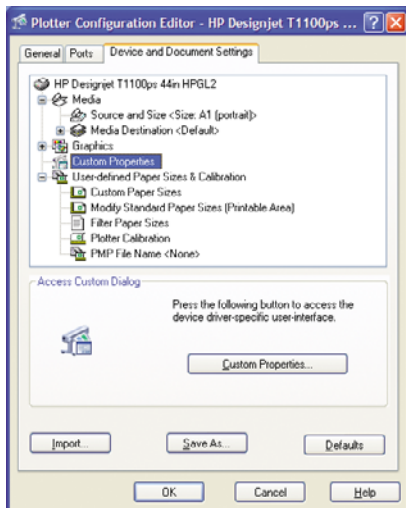 Plotter Configuration Editor - HP Designjet T1100ps ...
General Ports Device and Document Settings
HP Designjet T1100ps 44in HPGL2
Media
Source and Size <Size: A1 (portrait)>
Media Destination <Default>
Graphics
Custom Properties
User-defined Paper Sizes & Calibration
Custom Paper Sizes
Modify Standard Paper Sizes (Printable Area)
Filter Paper Sizes
Plotter Calibration
PMP File Name <None>
Access Custom Dialog
Press the following button to access the
device driver-specific user-interface.
Custom Properties...
Import... Save As... Defaults
OK Cancel Help